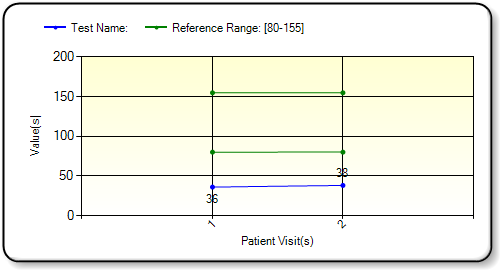 Test Name:
Reference Range: [80-155]
200
150
100
50
0
Value(s)
38
36
1
2
Patient Visit(s)